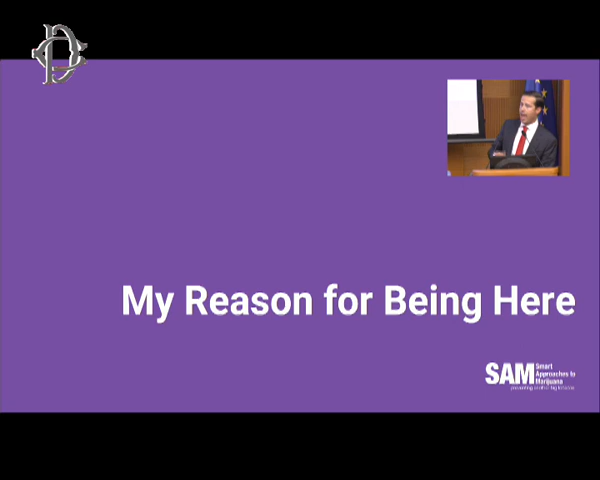 My Reason for Being Here
SAM
Smart
Approaches to
Marijuana